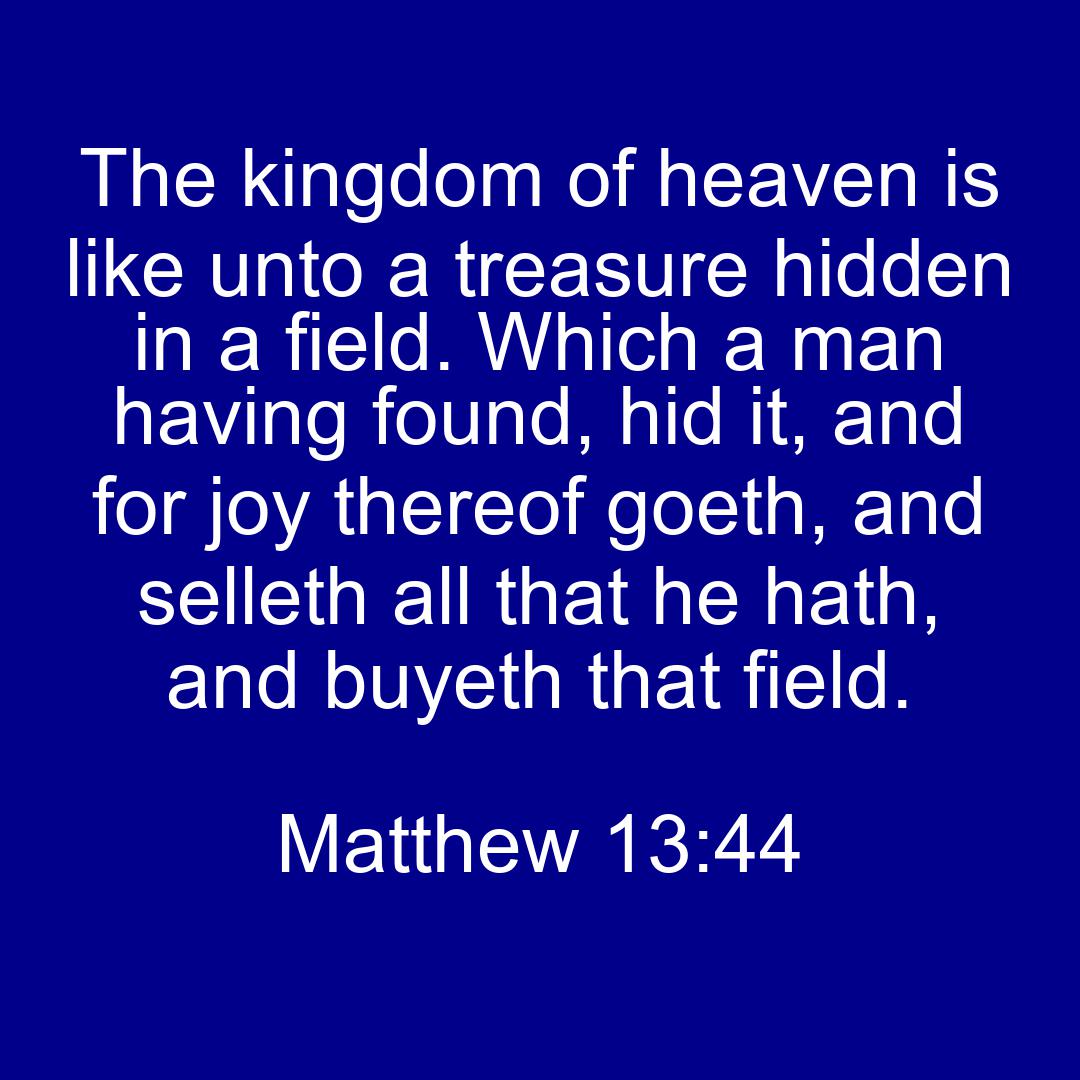 The kingdom of heaven is
like unto a treasure hidden
in a field. Which a man
having found, hid it, and
for joy thereof goeth, and
selleth all that he hath,
and buyeth that field.
Matthew 13:44